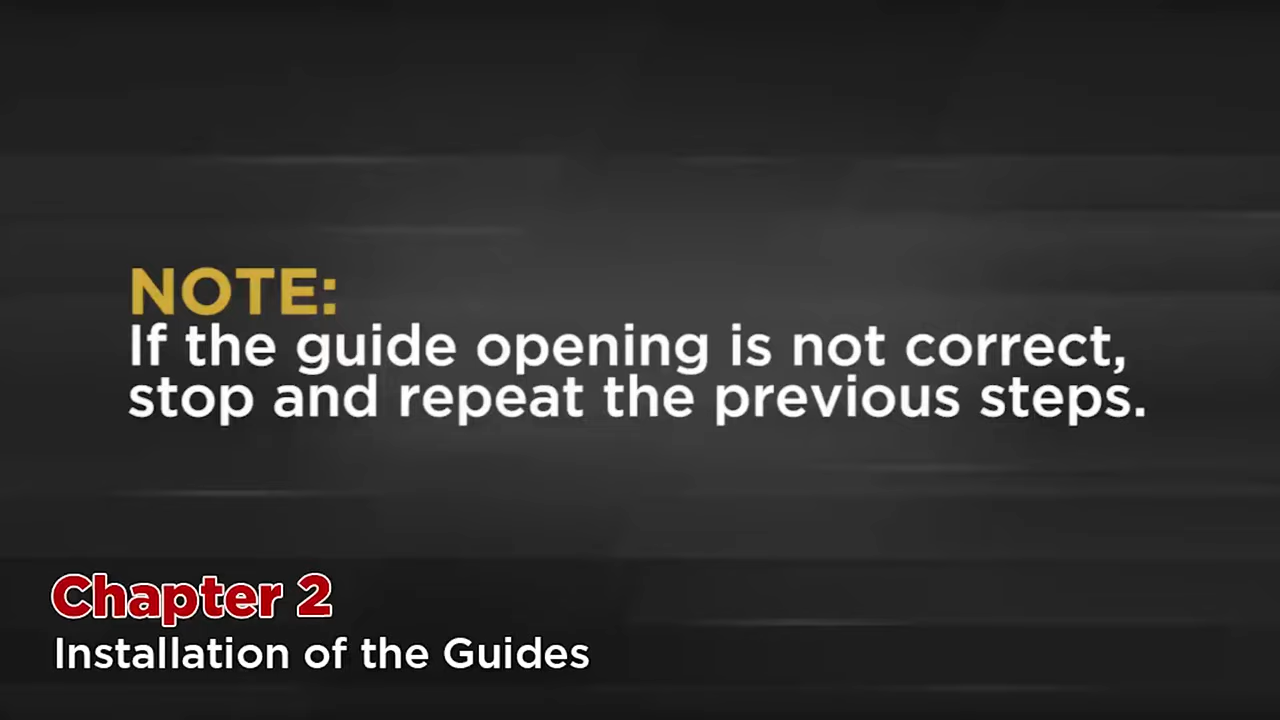 NOTE:
If the guide opening is not correct,
stop and repeat the previous steps.
Chapter 2
Installation of the Guides